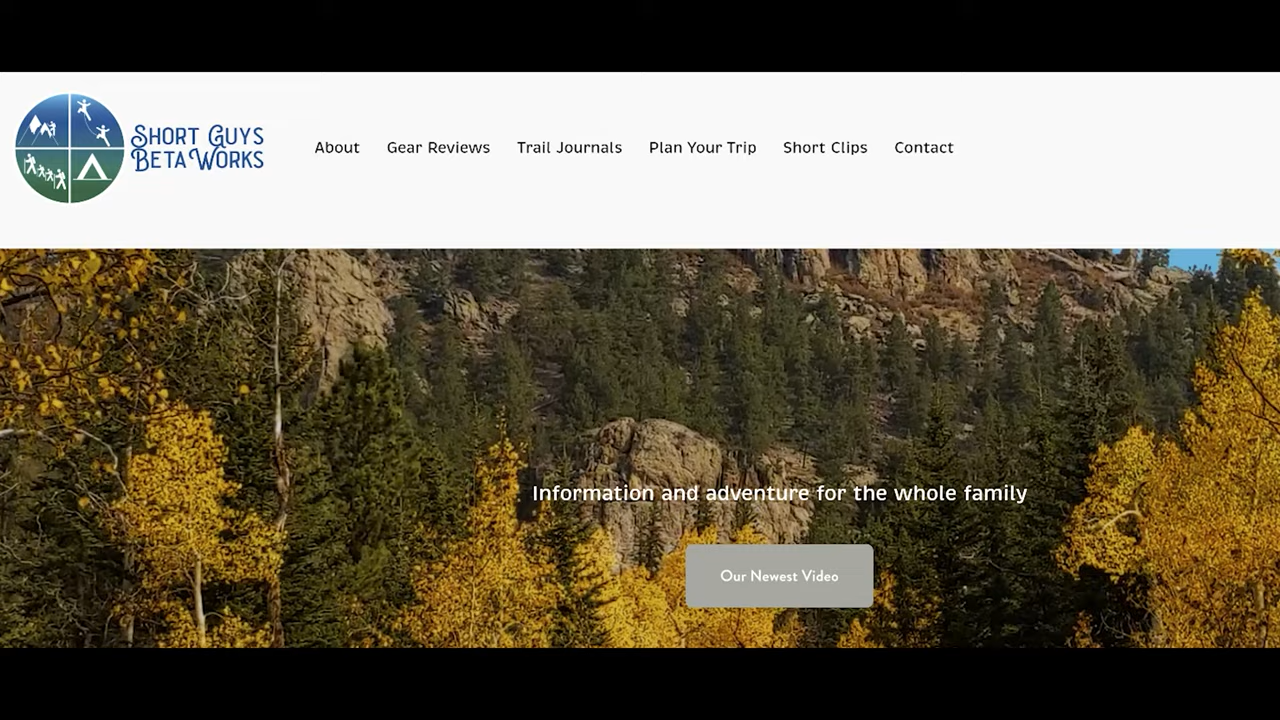 SHORT GUYS
BETA WORKS
About Gear Reviews Trail Journals Plan Your Trip Short Clips Contact
Information and adventure for the whole family
Our Newest Video